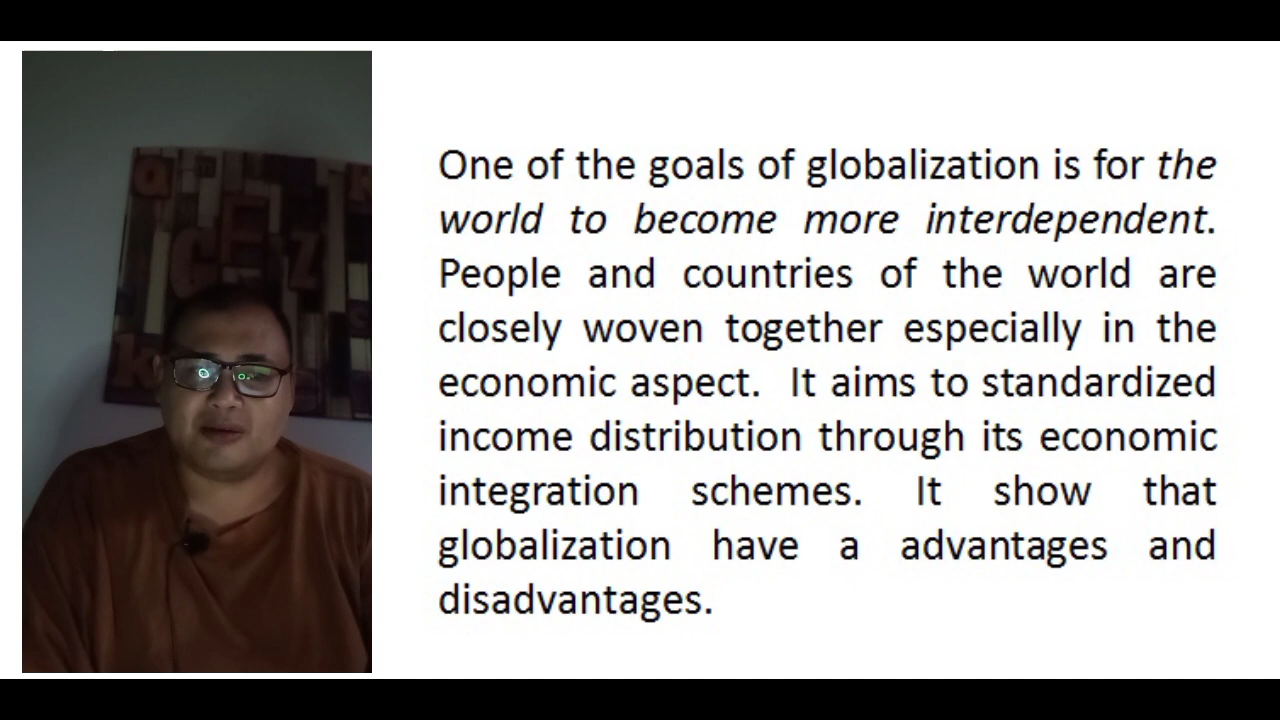 One of the goals of globalization is for the
world to become more interdependent.
People and countries of the world are
closely woven together especially in the
economic aspect. It aims to standardized
income distribution through its economic
integration schemes. It show that
globalization have a advantages and
disadvantages.